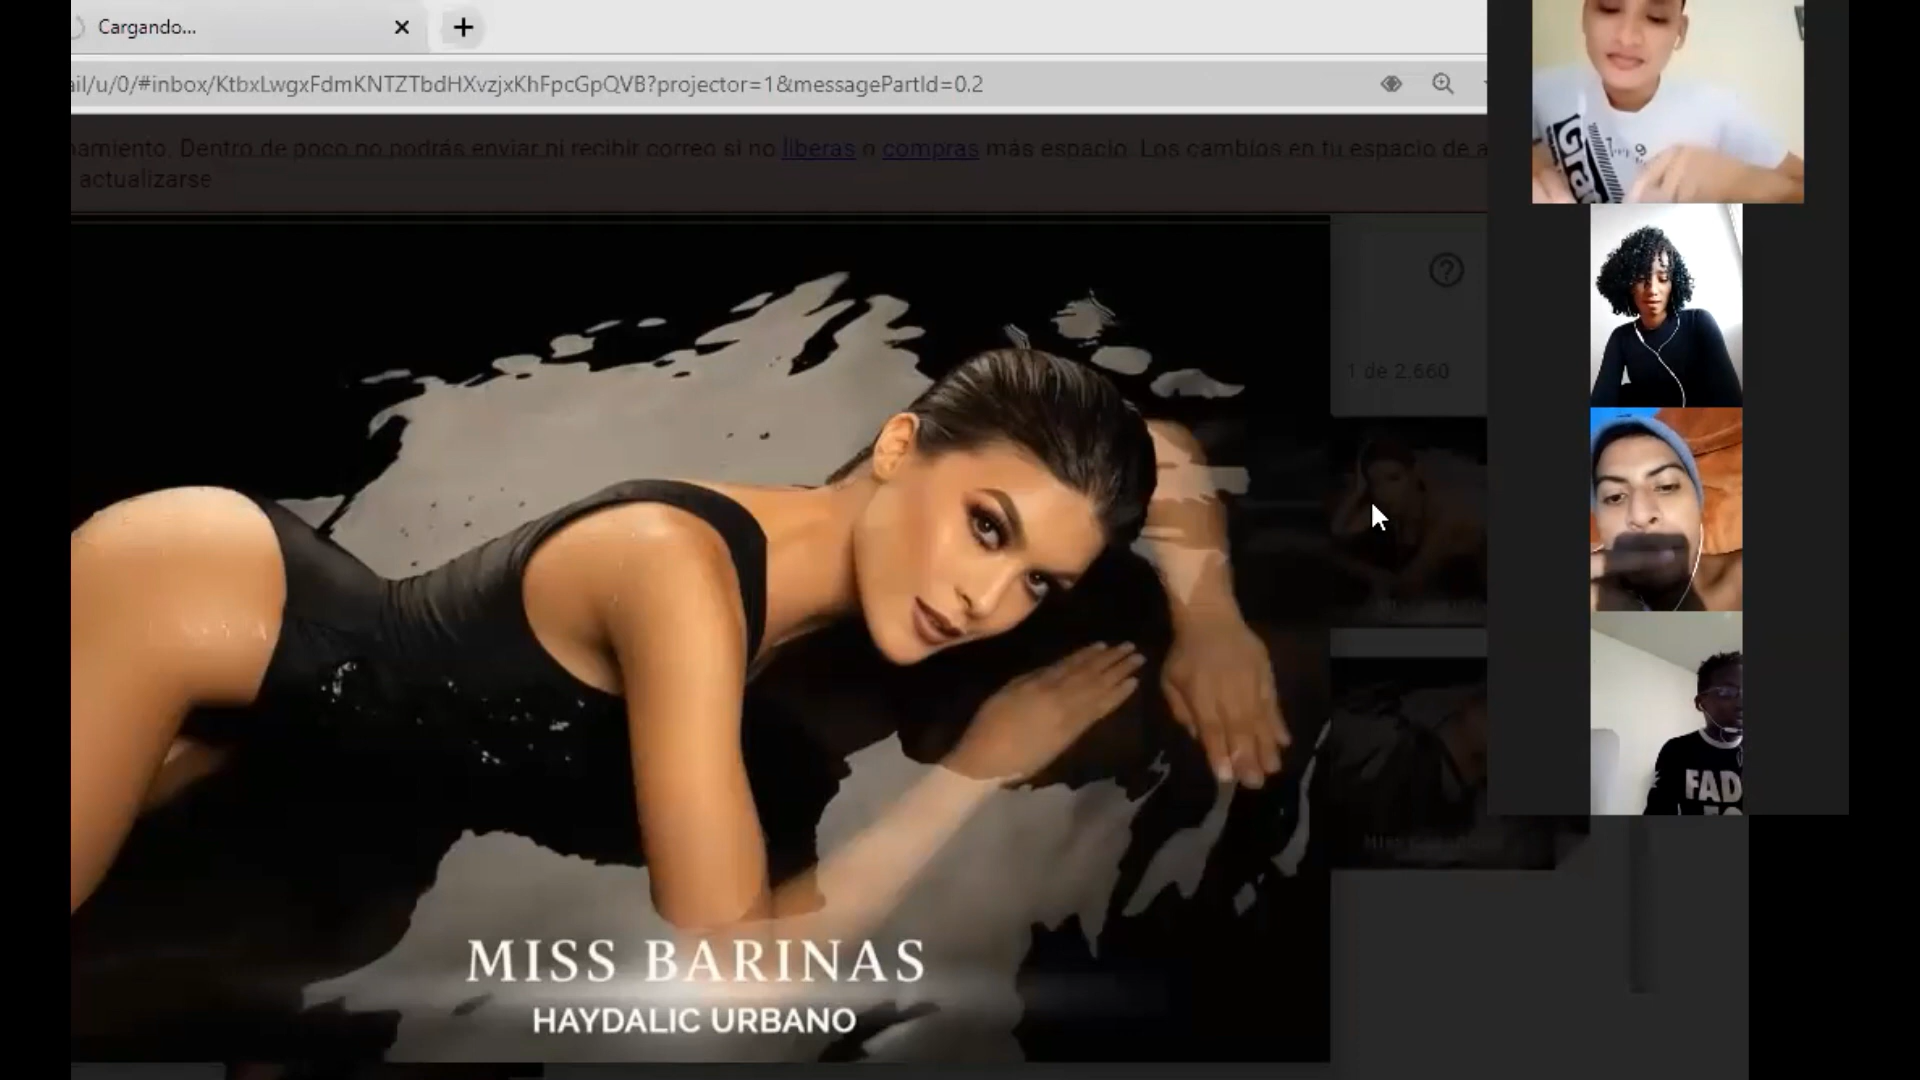 Cargando...
ail/u/0/#inbox/KtbxLwgxFdmKNTZTbdHXvzjxKhFpcGpQVB?projector=1&messagePartId=0.2
namiento. Dentro de poco no podrás enviar ni recibir correo si no liberas o compras más espacio. Los cambios en tu espacio de a
actualizarse
1 de 2.660
MISS BARINAS
HAYDALIC URBANO
Gra
FAD